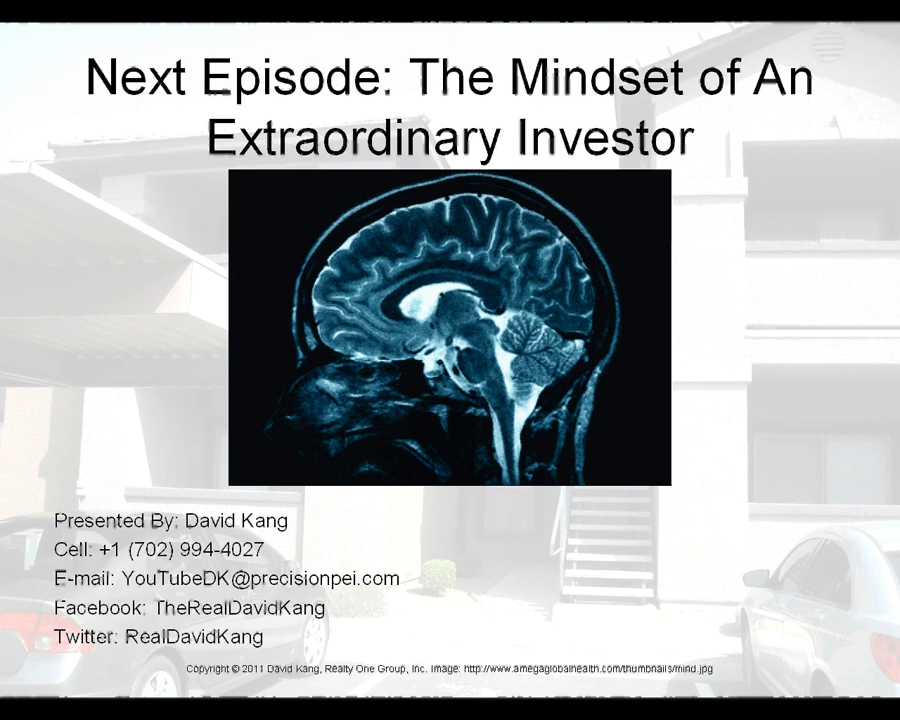 Next Episode: The Mindset of An
Extraordinary Investor
Presented By: David Kang
Cell: +1 (702) 994-4027
E-mail: YouTubeDK@precisionpei.com
Facebook: TheRealDavidKang
Twitter: RealDavidKang
Copyright © 2011 David Kang, Realty One Group, Inc. Image: http://www.amegaglobalhealth.com/thumbnails/mind.jpg